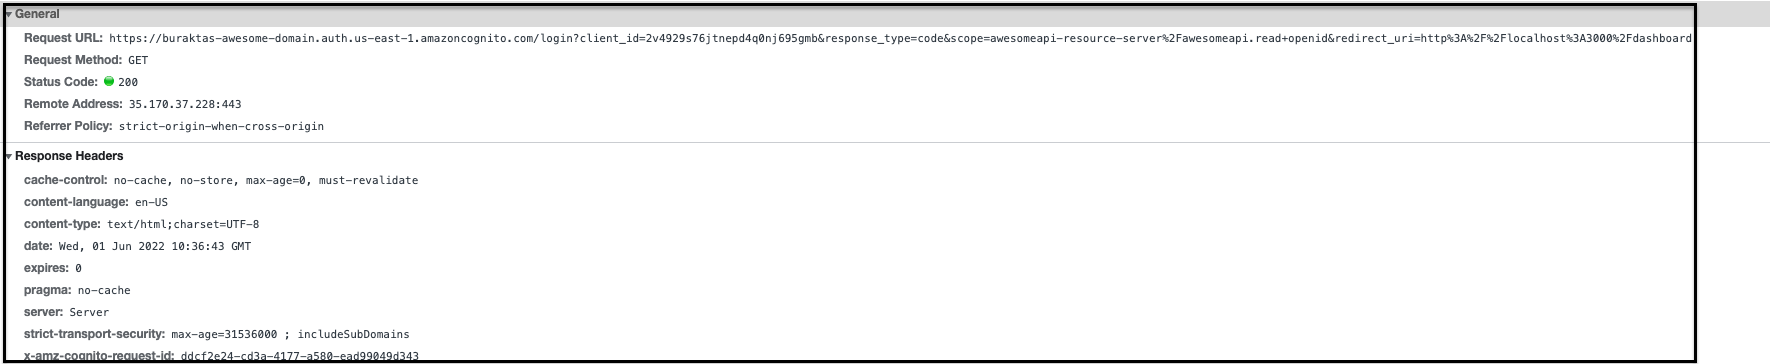 General
Request URL: https://buraktas-awesome-domain.auth.us-east-1.amazoncognito.com/login?client_id=2v4929s76jtnepd4q0nj695gmb&response_type=code&scope=awesomeapi-resource-server%2Fawesomeapi.read+openid&redirect_uri=http%3A%2F%2Flocalhost%3A3000%2Fdashboard
Request Method: GET
Status Code: 200
Remote Address: 35.170.37.228:443
Referrer Policy: strict-origin-when-cross-origin
Response Headers
cache-control: no-cache, no-store, max-age=0, must-revalidate
content-language: en-US
content-type: text/html;charset=UTF-8
date: Wed, 01 Jun 2022 10:36:43 GMT
expires: 0
pragma: no-cache
server: Server
strict-transport-security: max-age=31536000 ; includeSubDomains
x-amz-cognito-request-id: ddcf2e24-cd3a-4177-a580-ead99049d343